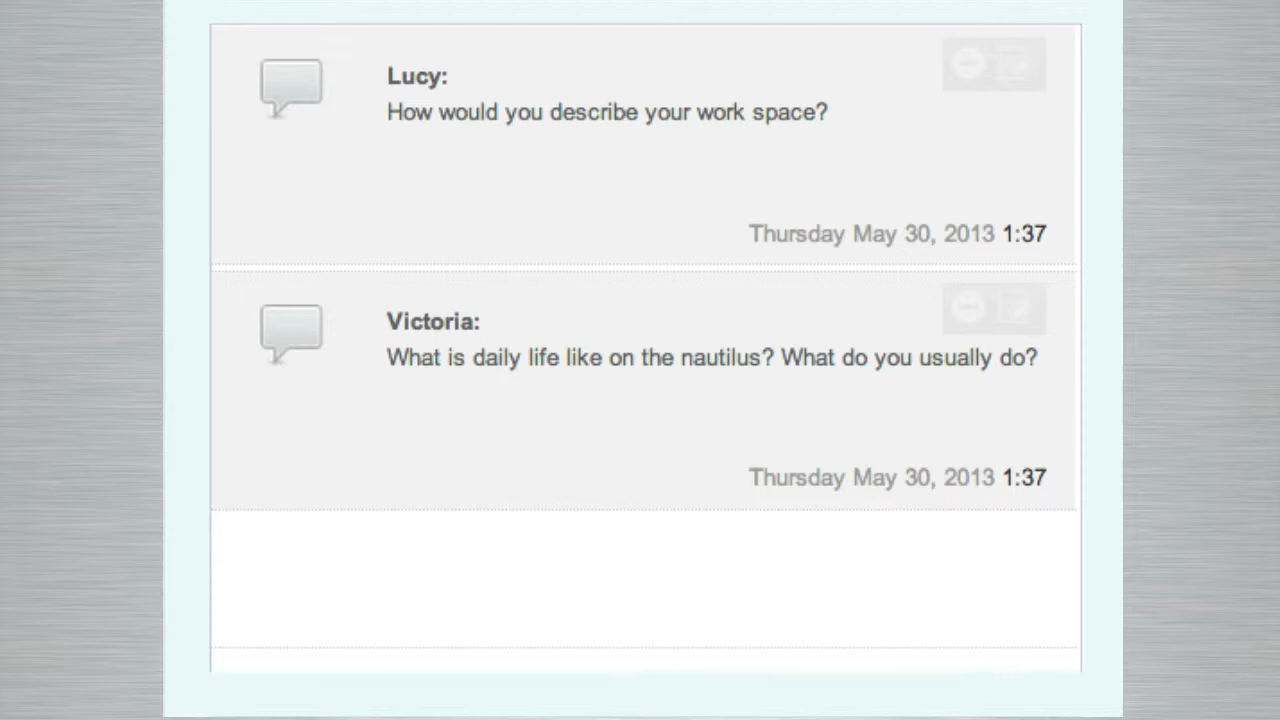 Lucy:
How would you describe your work space?
Thursday May 30, 2013 1:37
Victoria:
What is daily life like on the nautilus? What do you usually do?
Thursday May 30, 2013 1:37